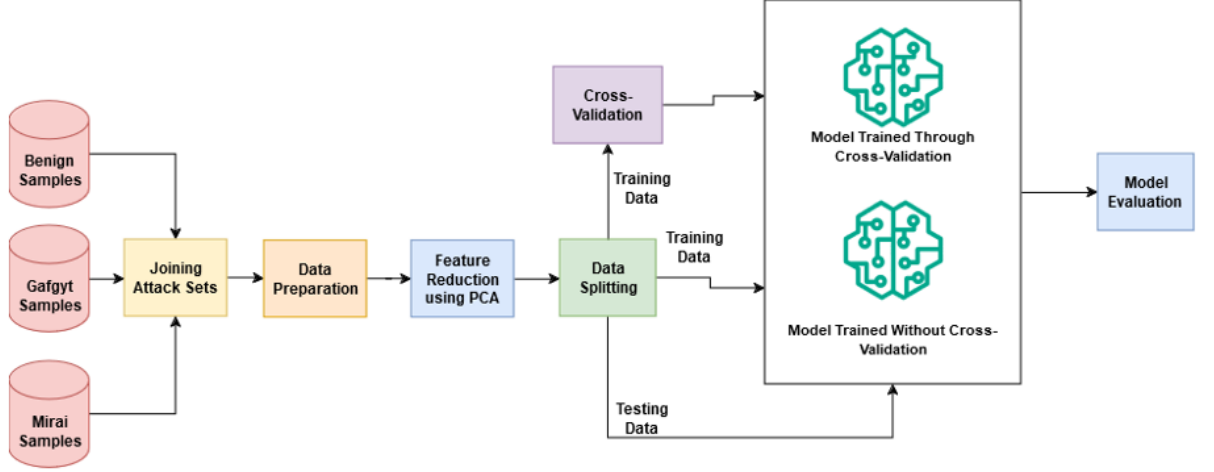 Benign
Samples
Gafgyt
Samples
Mirai
Samples
Joining
Attack Sets
Data
Preparation
Feature
Reduction
using PCA
Data
Splitting
Cross-
Validation
Training
Data
Training
Data
Testing
Data
Model Trained Through
Cross-Validation
Model Trained Without Cross-
Validation
Model
Evaluation